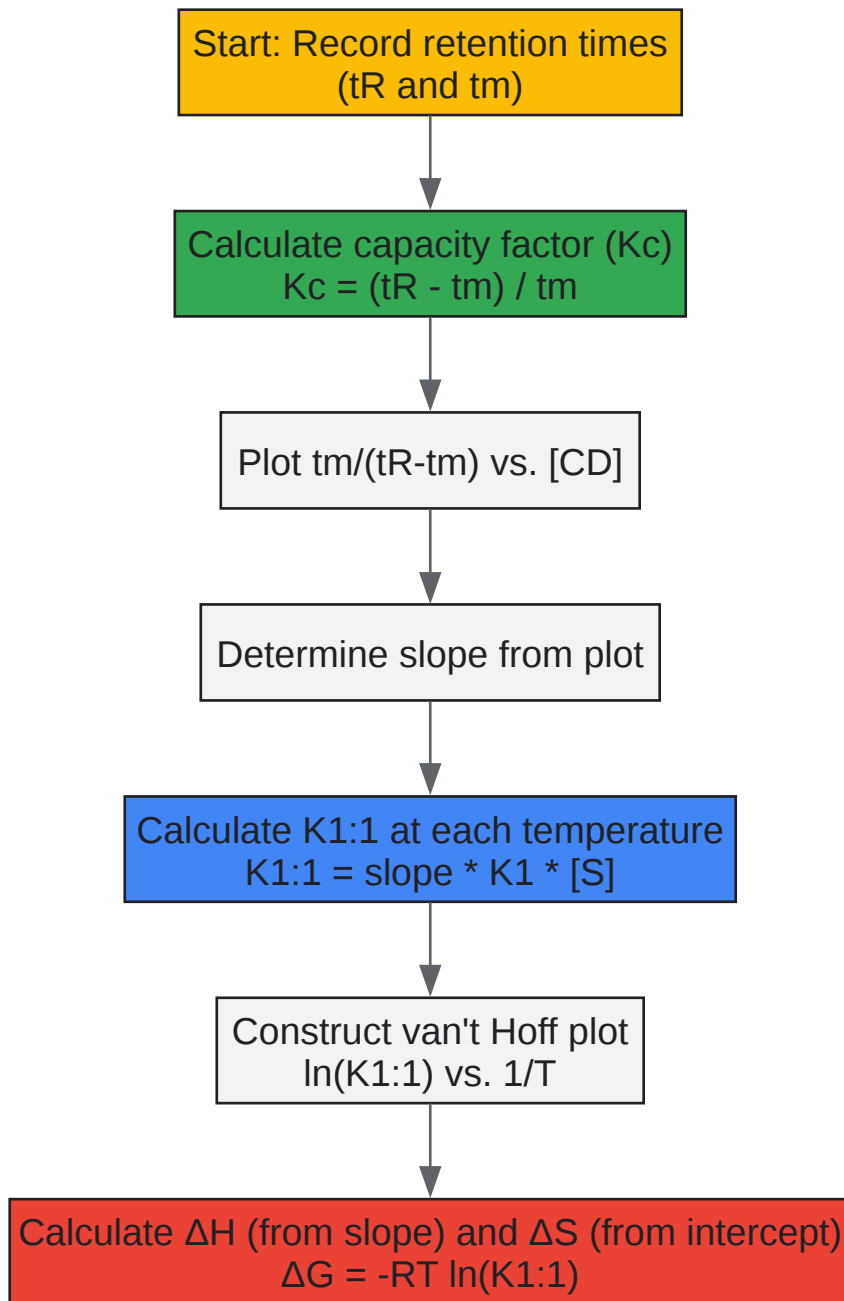 Start: Record retention times
(tR and tm)
Calculate capacity factor (Kc)
Kc = (tR - tm) / tm
Plot tm/(tR-tm) vs. [CD]
Determine slope from plot
Calculate K1:1 at each temperature
K1:1 = slope * K1 * [S]
Construct van't Hoff plot
ln(K1:1) vs. 1/T
Calculate ΔH (from slope) and ΔS (from intercept)
ΔG = -RT ln(K1:1)